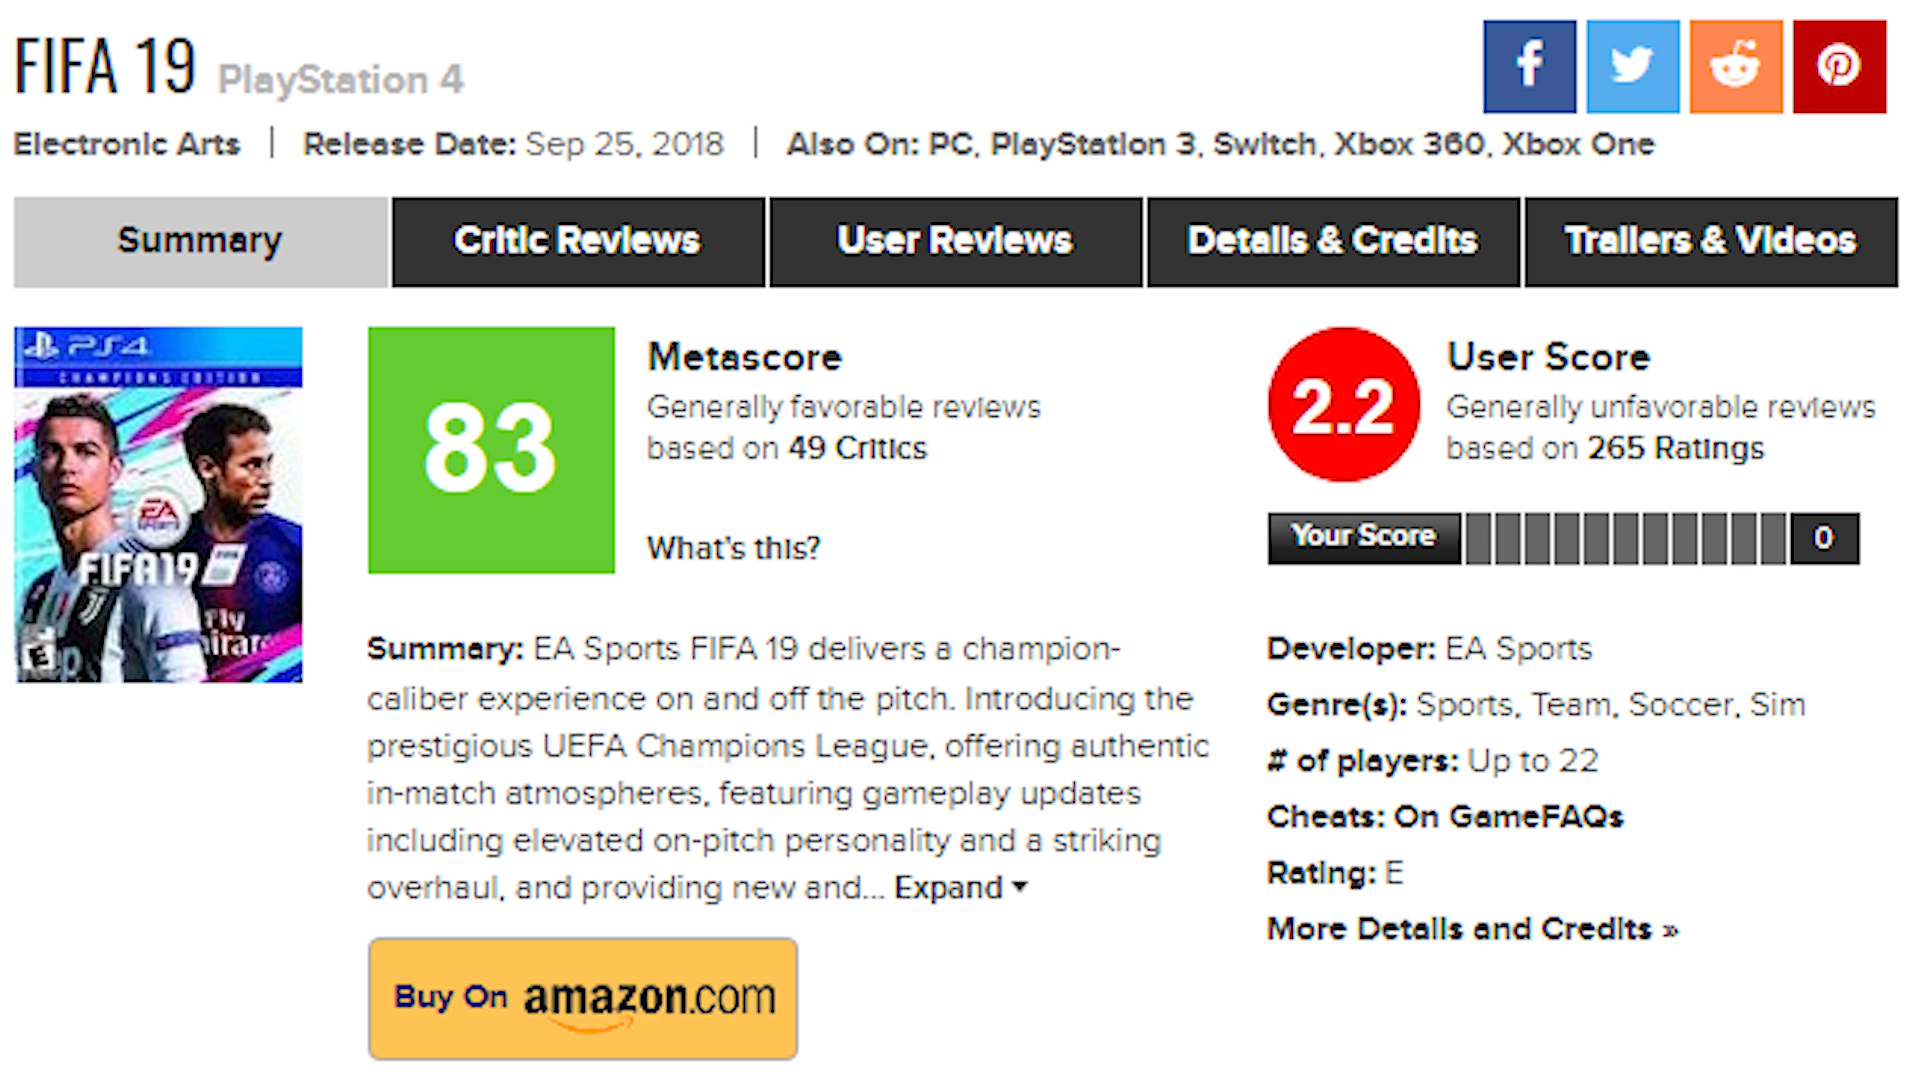 FIFA 19 PlayStation 4
Electronic Arts | Release Date: Sep 25, 2018 | Also On: PC, PlayStation 3, Switch, Xbox 360, Xbox One
Summary Critic Reviews User Reviews Details & Credits Trailers & Videos
PS4
CHAMPIONS EDITION
EA
SPORTS
FIFA19
Fly
E
83
Metascore
Generally favorable reviews
based on 49 Critics
What's this?
2.2
User Score
Generally unfavorable reviews
based on 265 Ratings
Your Score 0
Summary: EA Sports FIFA 19 delivers a champion-
caliber experience on and off the pitch. Introducing the
prestigious UEFA Champions League, offering authentic
in-match atmospheres, featuring gameplay updates
including elevated on-pitch personality and a striking
overhaul, and providing new and... Expand
Buy On amazon.com
Developer: EA Sports
Genre(s): Sports, Team, Soccer, Sim
# of players: Up to 22
Cheats: On GameFAQs
Rating: E
More Details and Credits »